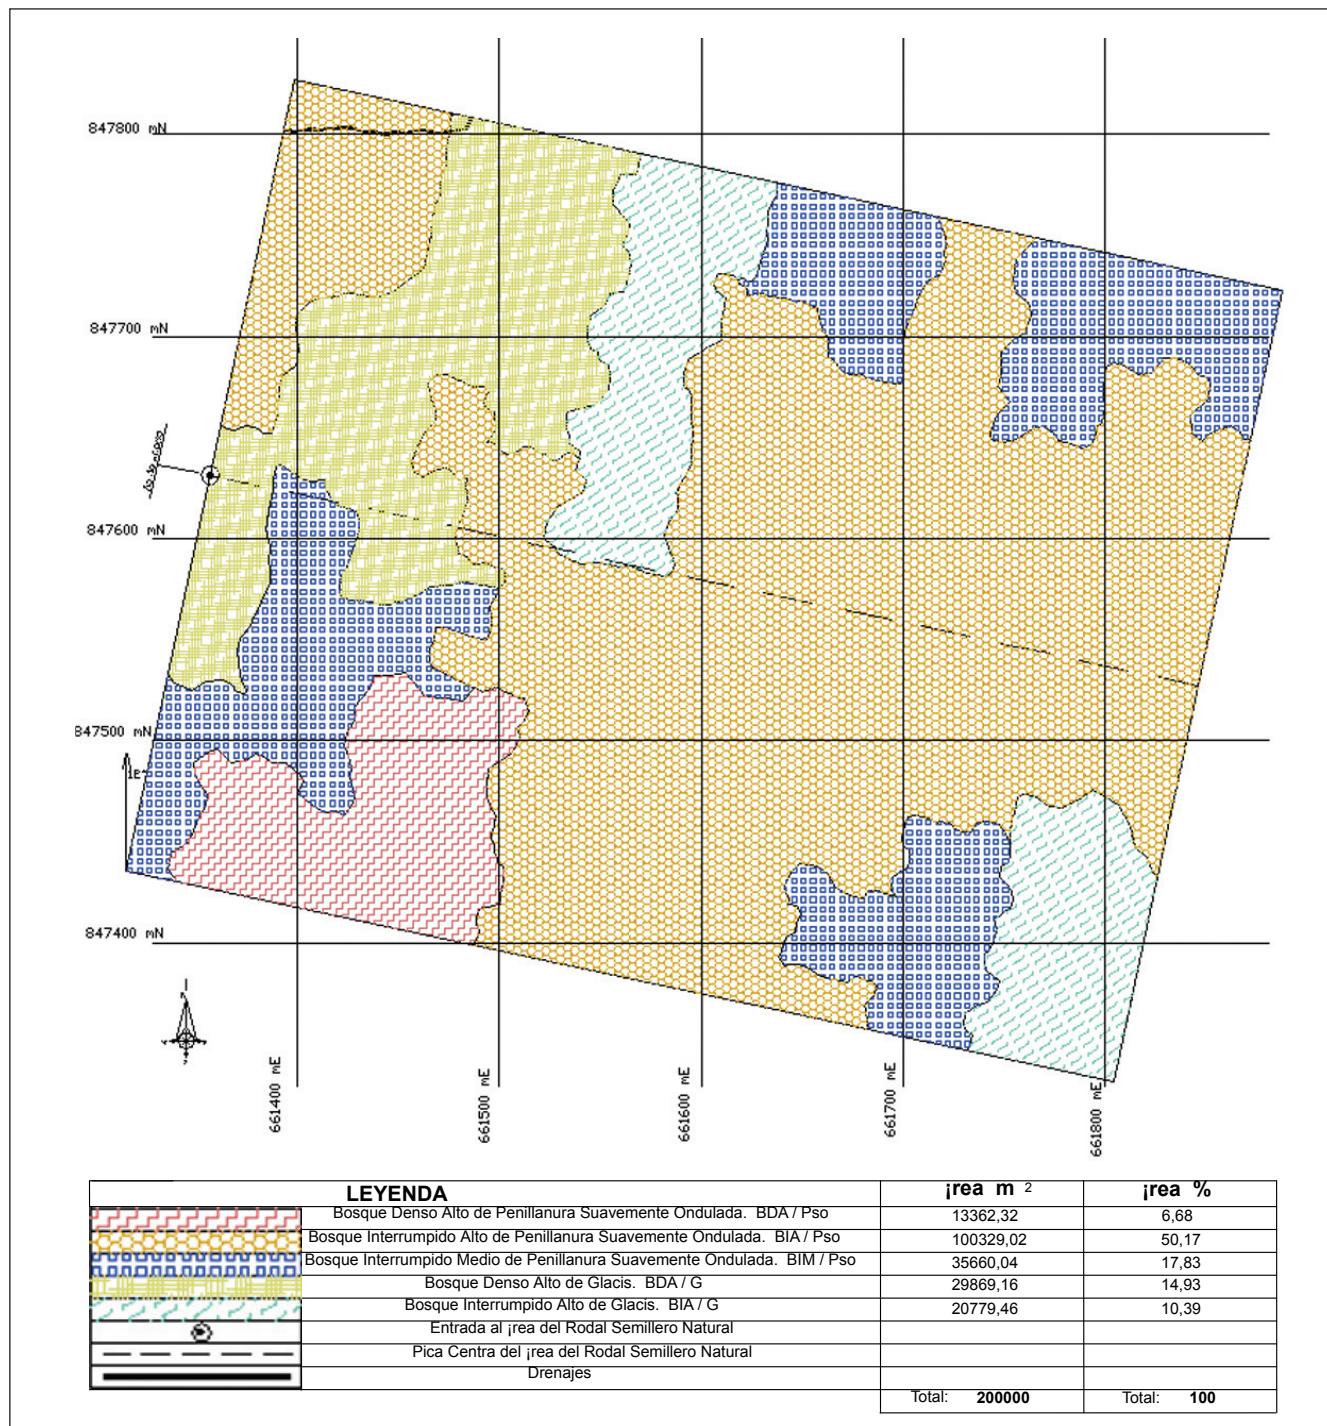 847800 mN
847700 mN
847600 mN
847500 mN
847400 mN
661400 mE
661500 mE
661600 mE
661700 mE
661800 mE
LEYENDA ¡rea m 2 ¡rea %
Bosque Denso Alto de Penillanura Suavemente Ondulada. BDA / Pso 13362,32 6,68
Bosque Interrumpido Alto de Penillanura Suavemente Ondulada. BIA / Pso 100329,02 50,17
Bosque Interrumpido Medio de Penillanura Suavemente Ondulada. BIM / Pso 35660,04 17,83
Bosque Denso Alto de Glacis. BDA / G 29869,16 14,93
Bosque Interrumpido Alto de Glacis. BIA / G 20779,46 10,39
Entrada al ¡rea del Rodal Semillero Natural
Pica Centra del ¡rea del Rodal Semillero Natural
Drenajes
Total: 200000 Total: 100